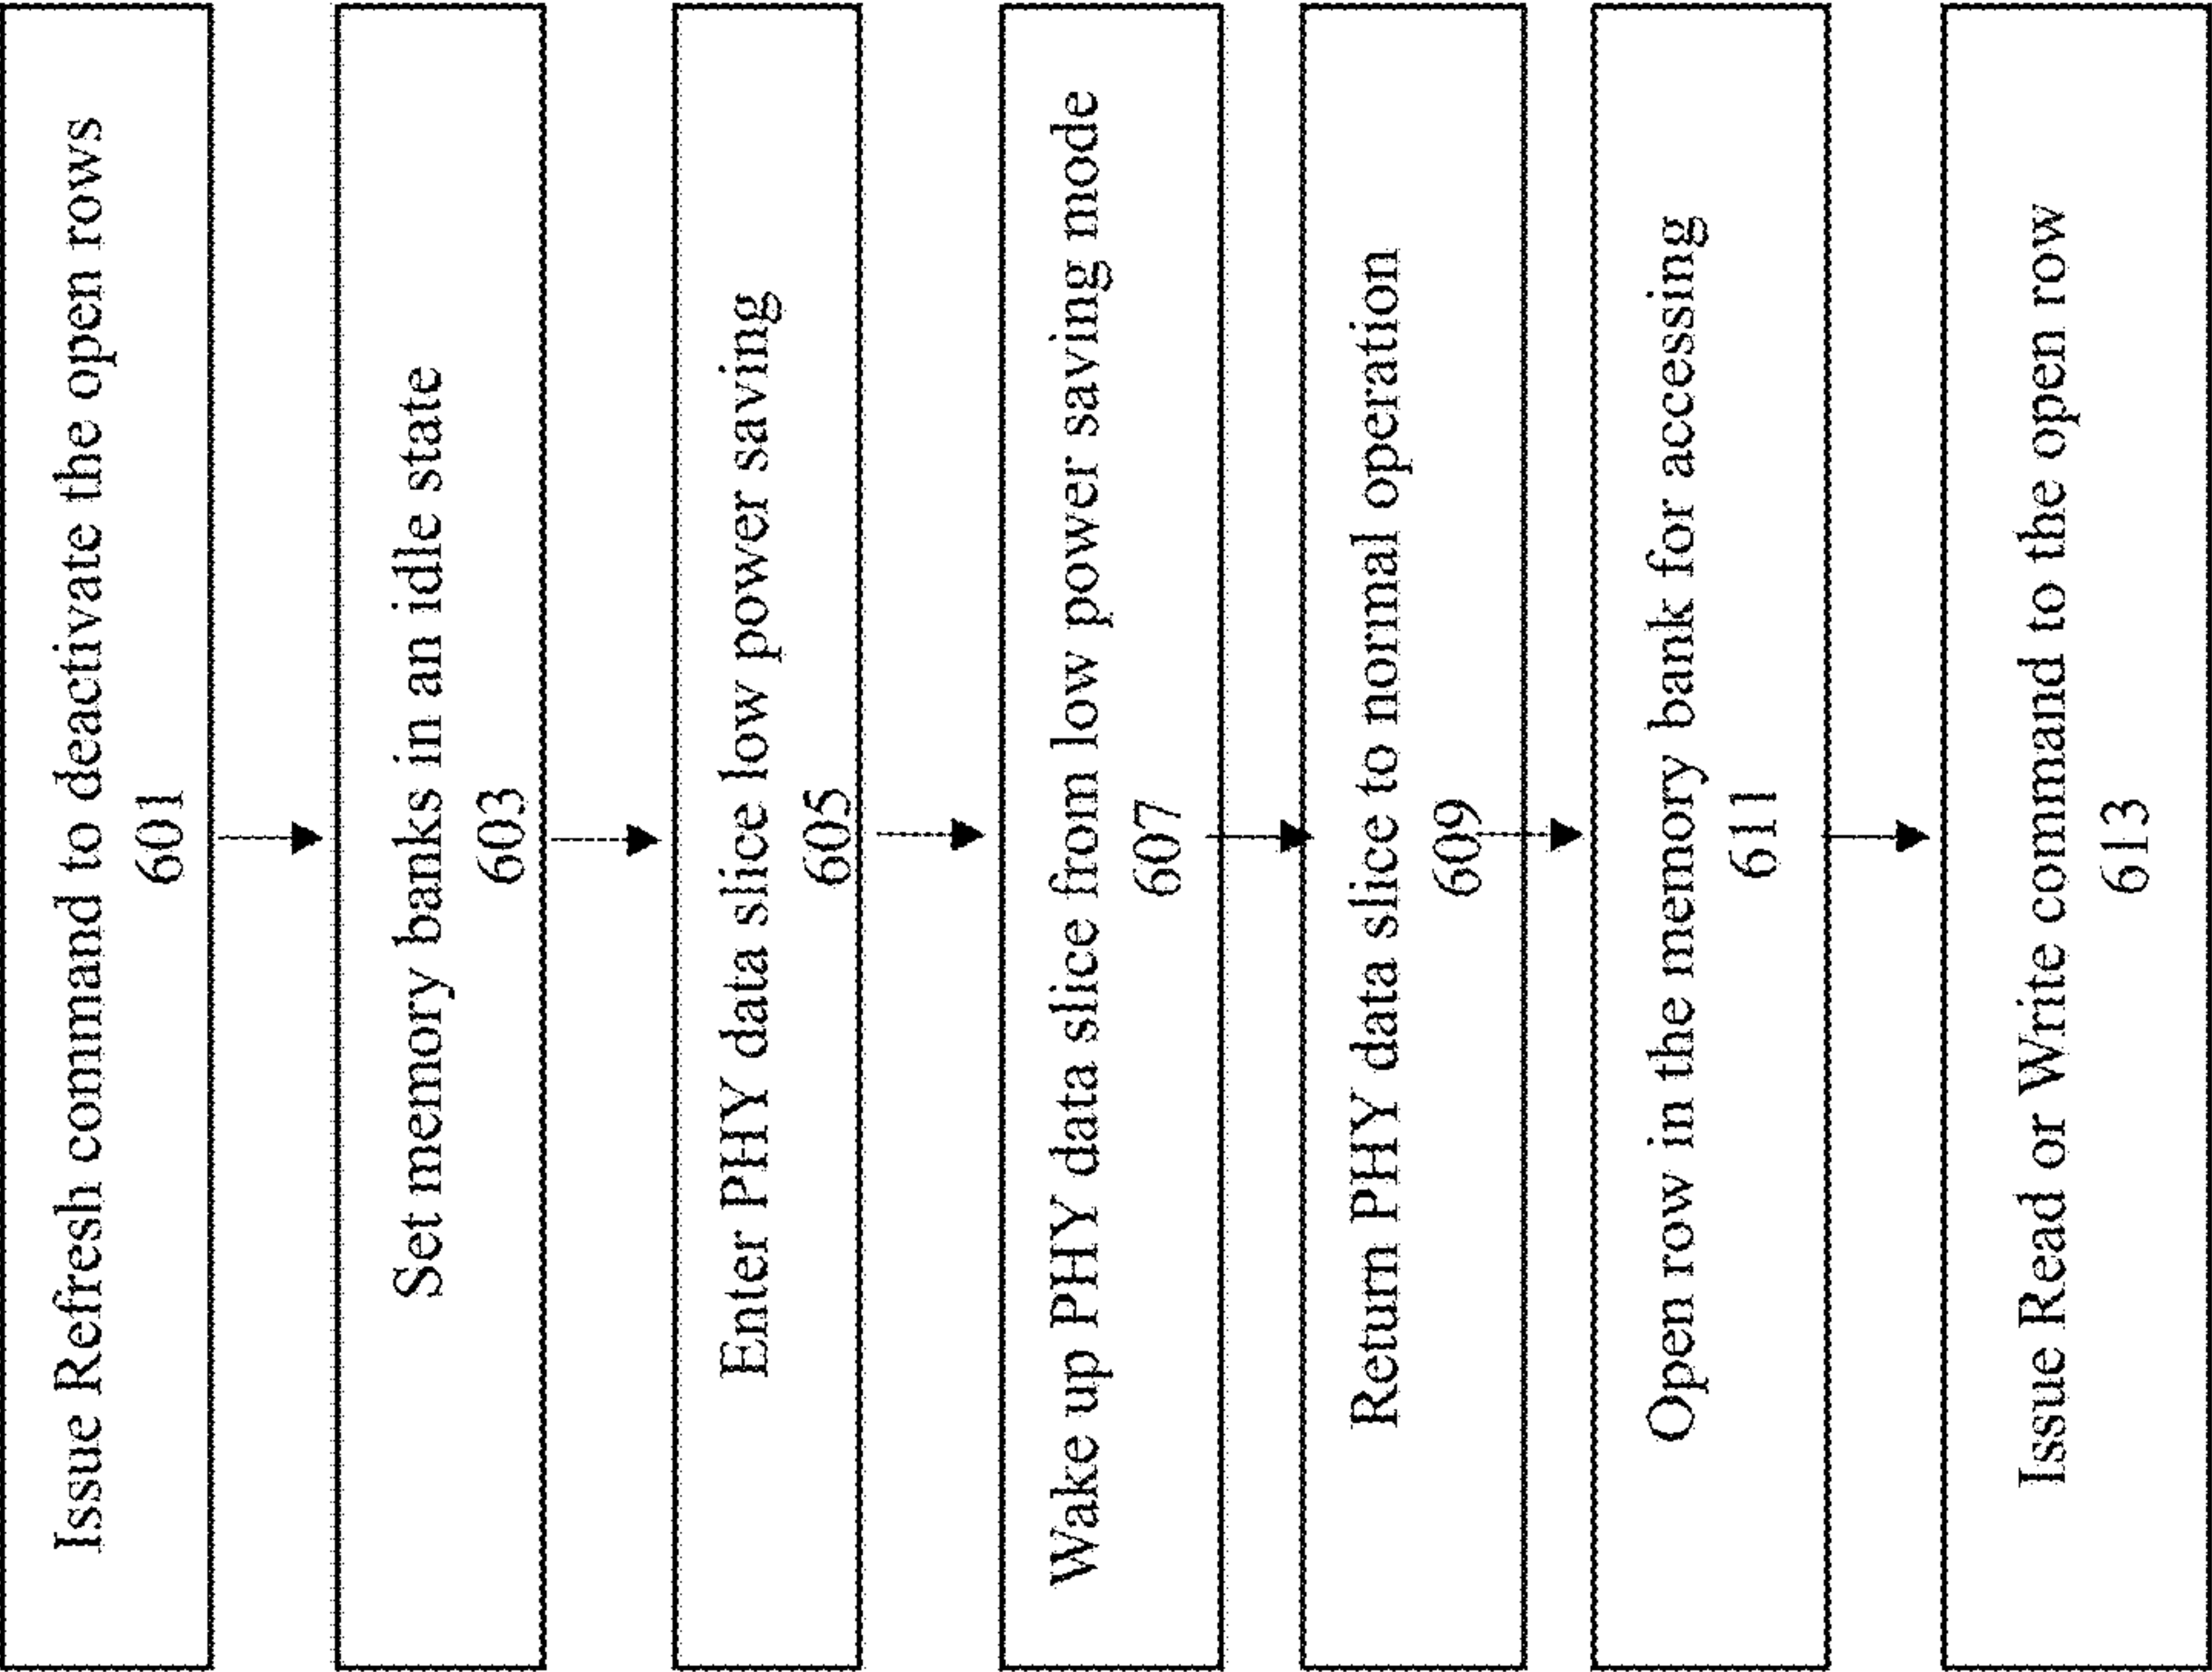 Issue Refresh command to deactivate the open rows
601
Set memory banks in an idle state
603
Enter PHY data slice low power saving
605
Wake up PHY data slice from low power saving mode
607
Return PHY data slice to normal operation
609
Open row in the memory bank for accessing
611
Issue Read or Write command to the open row
613